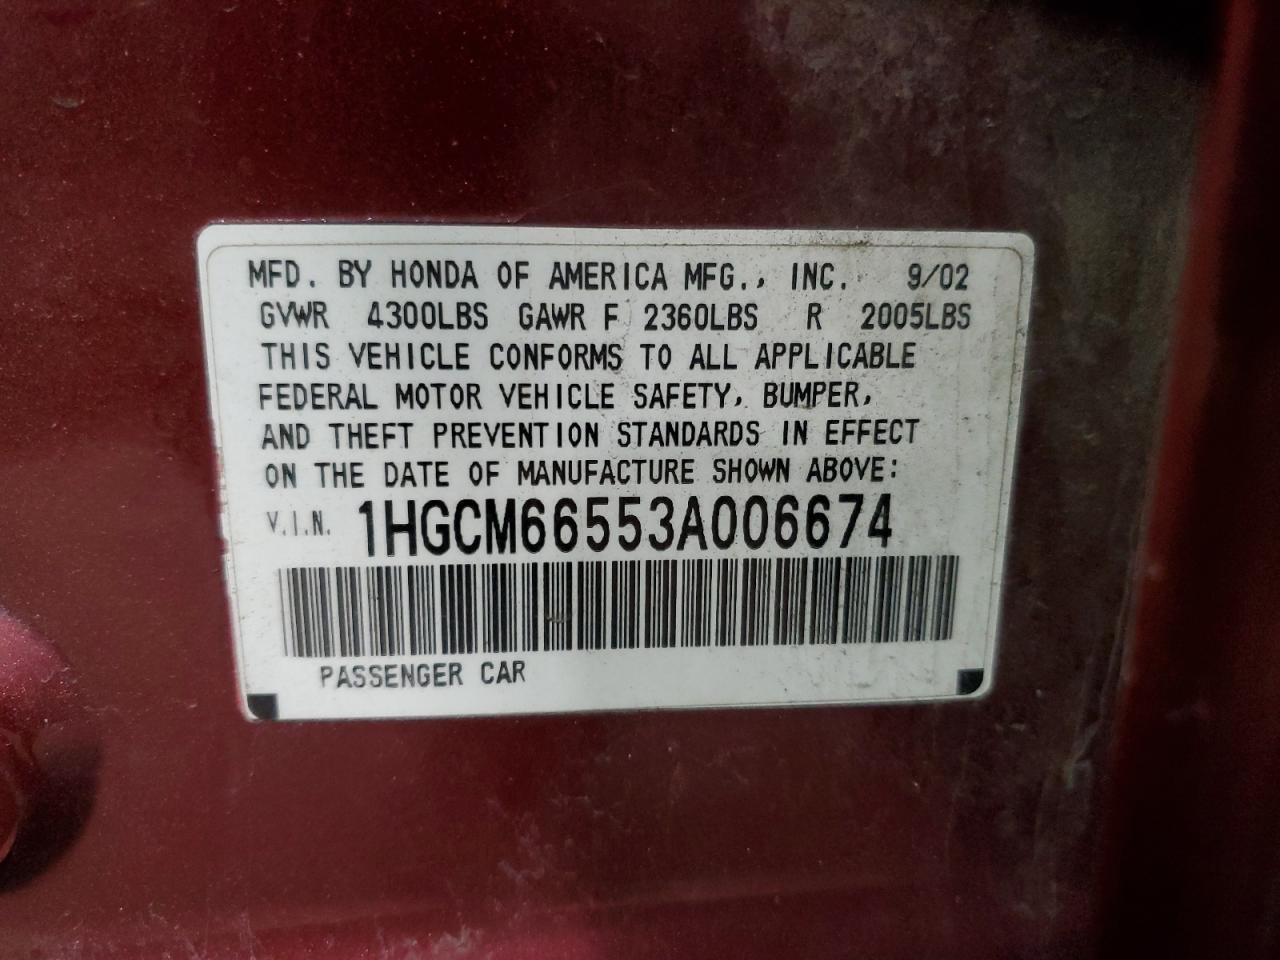 MFD. BY HONDA OF AMERICA MFG., INC. 9/02
GVWR 4300LBS GAWR F 2360LBS R 2005LBS
THIS VEHICLE CONFORMS TO ALL APPLICABLE
FEDERAL MOTOR VEHICLE SAFETY, BUMPER,
AND THEFT PREVENTION STANDARDS IN EFFECT
ON THE DATE OF MANUFACTURE SHOWN ABOVE:
V.I.N. 1HGCM66553A006674
PASSENGER CAR